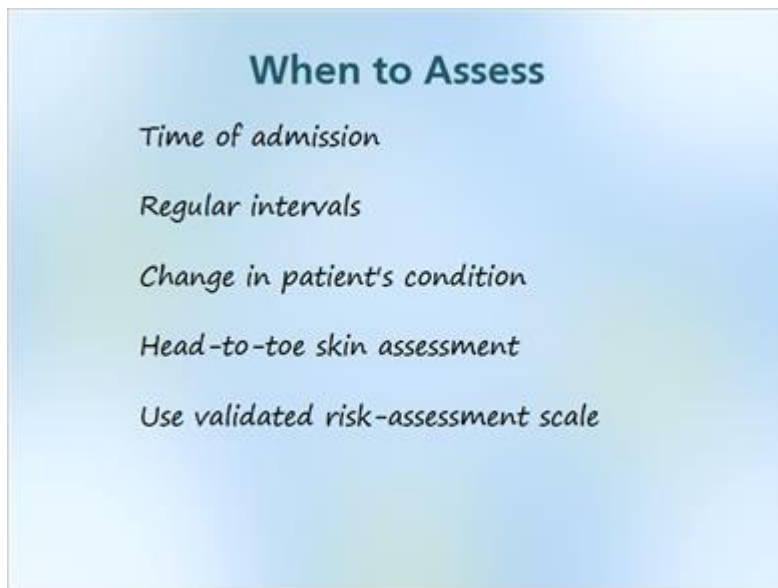 When to Assess
Time of admission
Regular intervals
Change in patient's condition
Head-to-toe skin assessment
Use validated risk-assessment scale